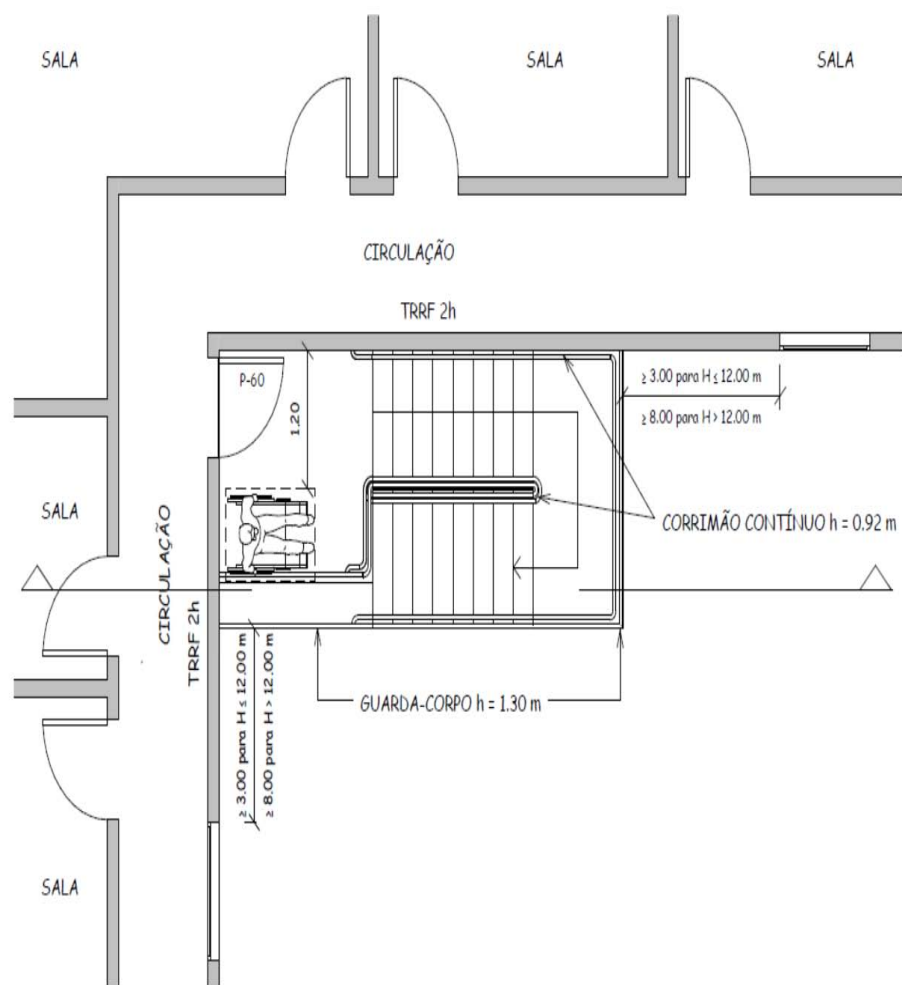 SALA
SALA
SALA
CIRCULAÇÃO
TRRF 2h
P-60
1.20
≥ 3.00 para H ≤ 12.00 m
≥ 8.00 para H > 12.00 m
SALA
CORRIMÃO CONTÍNUO h = 0.92 m
CIRCULAÇÃO
TRRF 2h
≥ 3.00 para H ≤ 12.00 m
≥ 8.00 para H > 12.00 m
GUARDA-CORPO h = 1.30 m
SALA